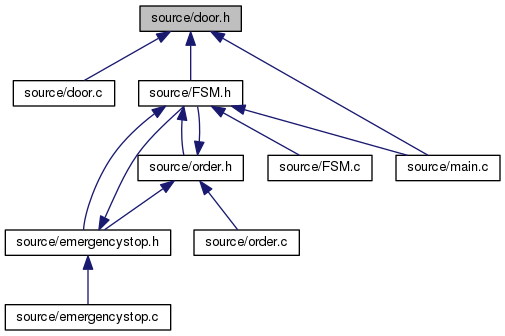 source/door.h
source/door.c
source/FSM.h
source/order.h
source/FSM.c
source/main.c
source/emergencystop.h
source/order.c
source/emergencystop.c